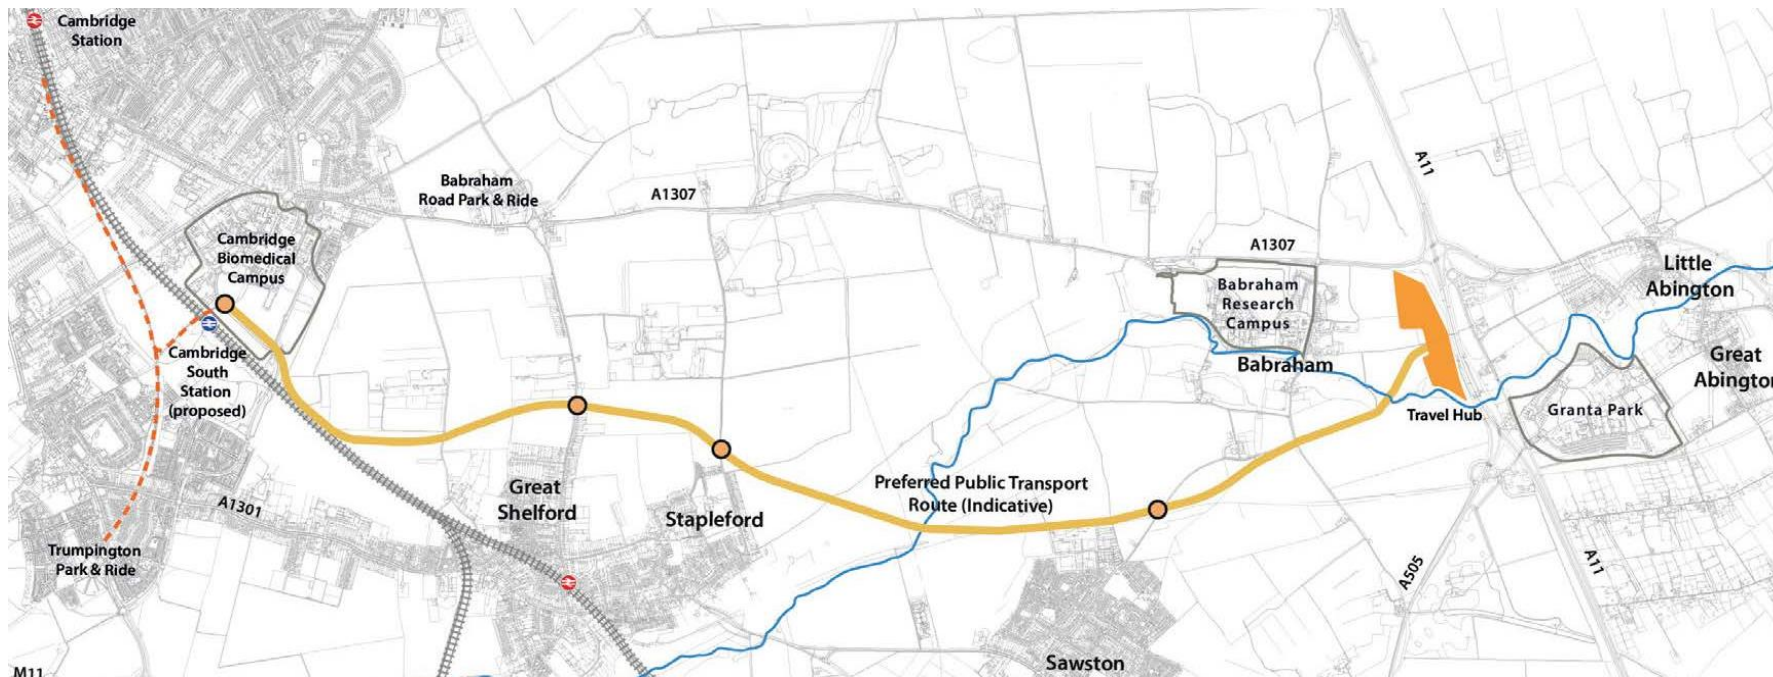 Cambridge
Station
Babraham
Road Park & Ride
A1307
A11
Cambridge
Biomedical
Campus
A1307
Little
Abington
Babraham
Research
Campus
Cambridge
South
Station
(proposed)
Babraham
Great
Abington
Travel Hub
Granta Park
Great
Shelford
Stapleford
Preferred Public Transport
Route (Indicative)
A1301
Trumpington
Park & Ride
A505
A11
Sawston
M11